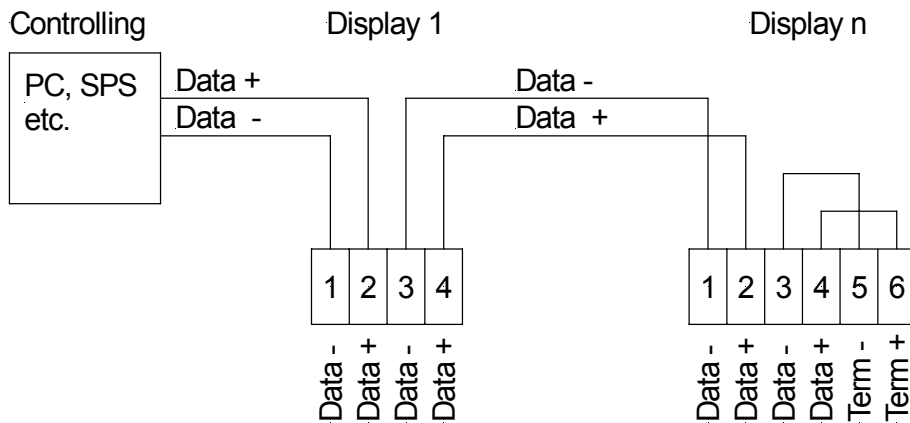 Controlling Display 1 Display n
PC, SPS
etc.
Data + Data -
Data - Data +
1 2 3 4 1 2 3 4 5 6
Data - Data + Data - Data + Data - Data + Data - Data + Term - Term +